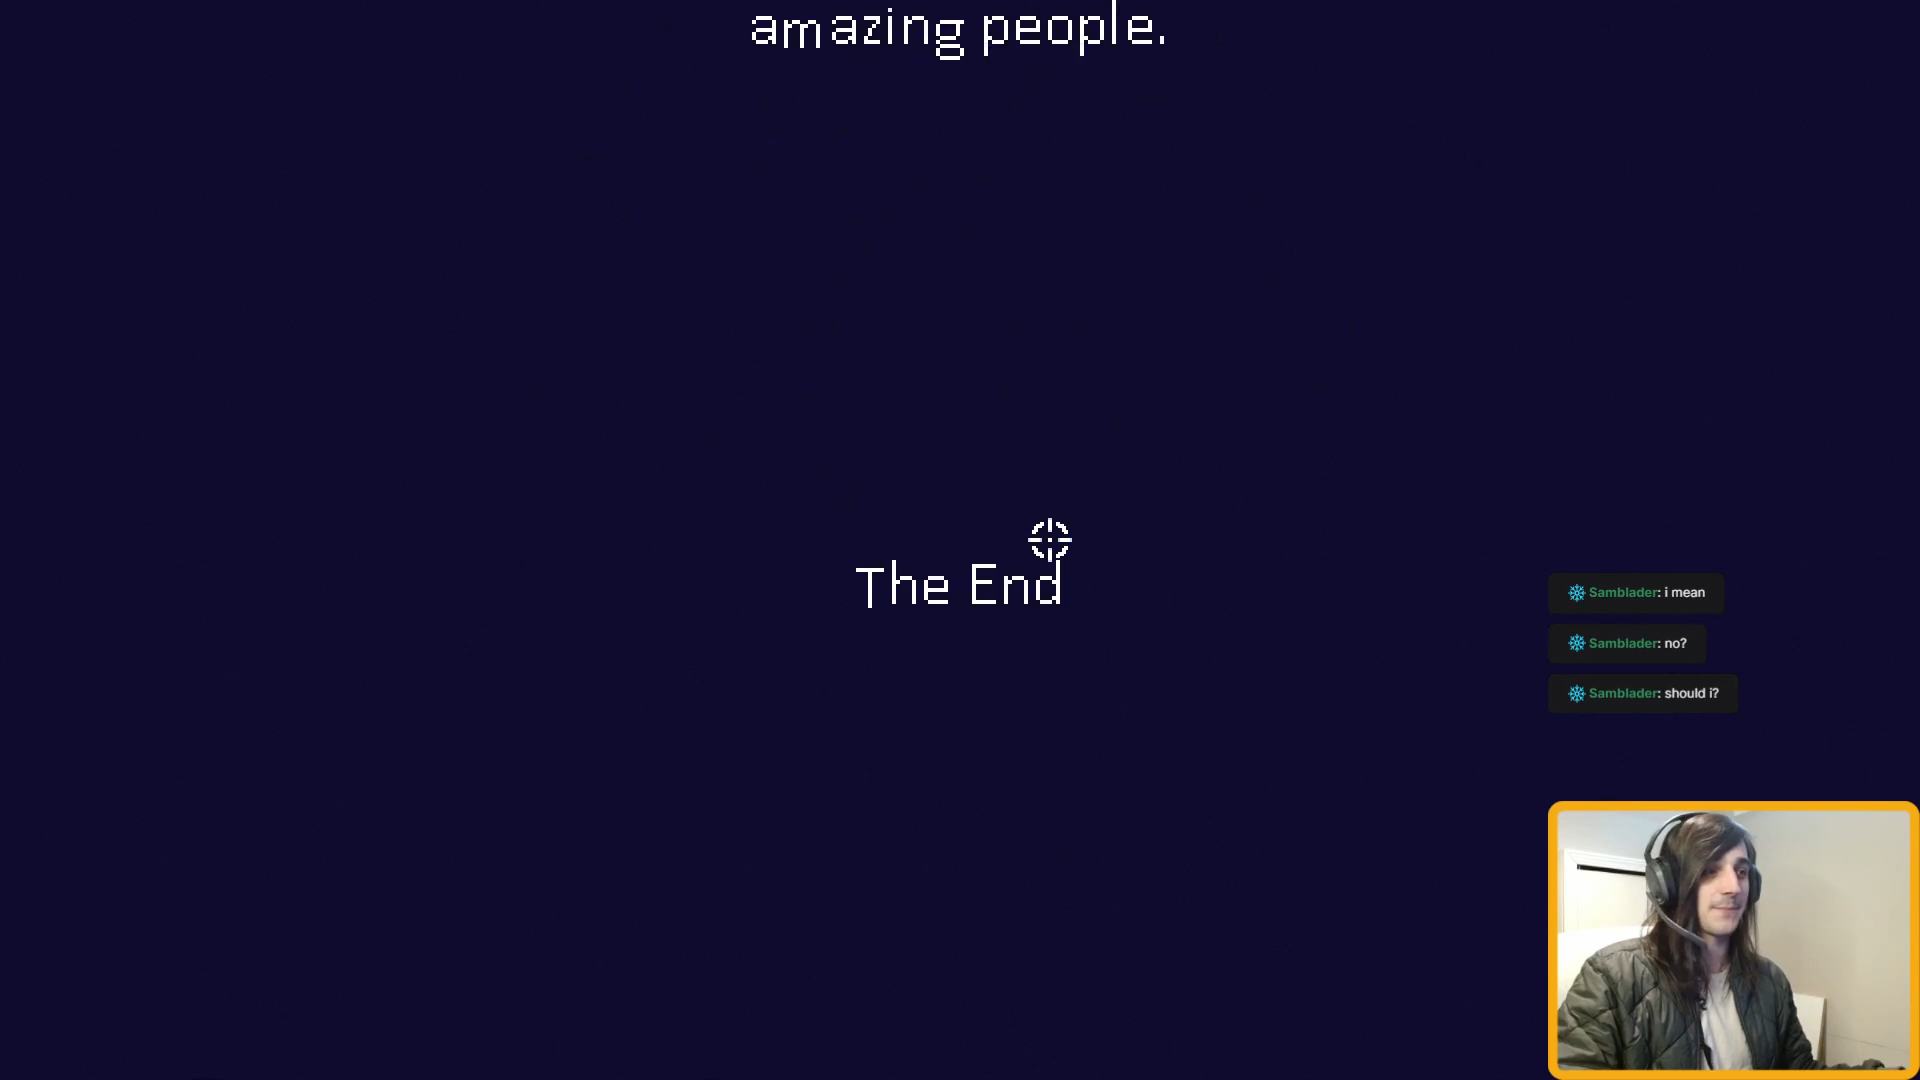 amazing people.
The End
Samblader: i mean
Samblader: no?
Samblader: should i?